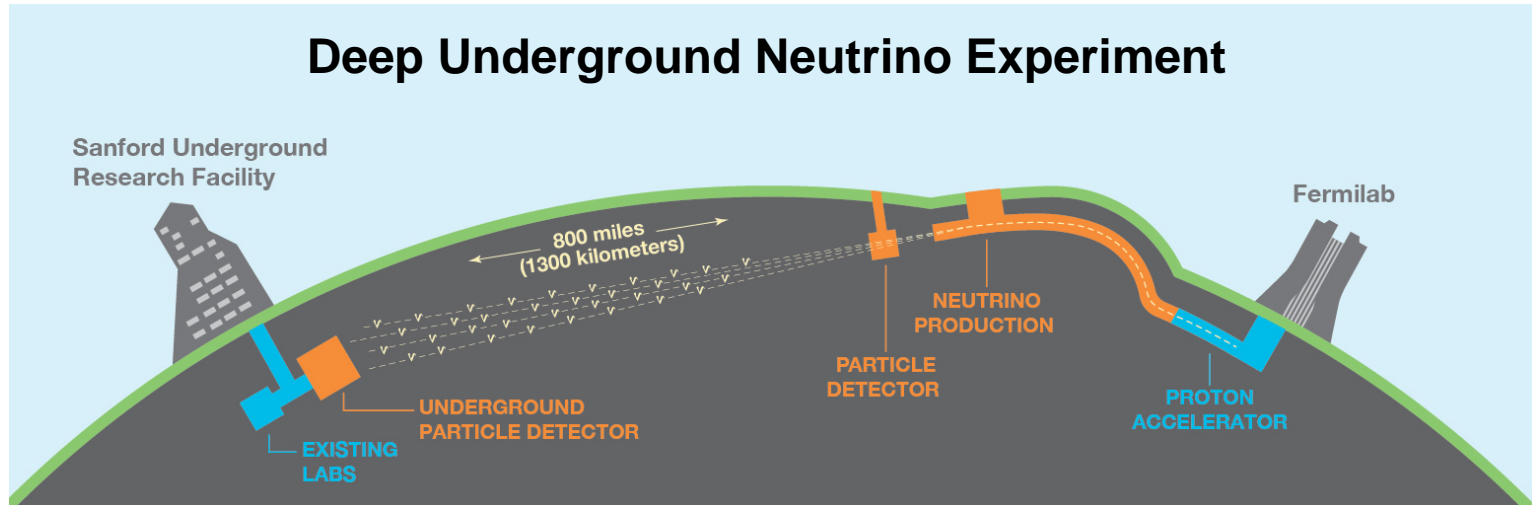 Deep Underground Neutrino Experiment
Sanford Underground
Research Facility
Fermilab
800 miles
(1300 kilometers)
NEUTRINO
PRODUCTION
PARTICLE
DETECTOR
PROTON
ACCELERATOR
UNDERGROUND
PARTICLE DETECTOR
EXISTING
LABS